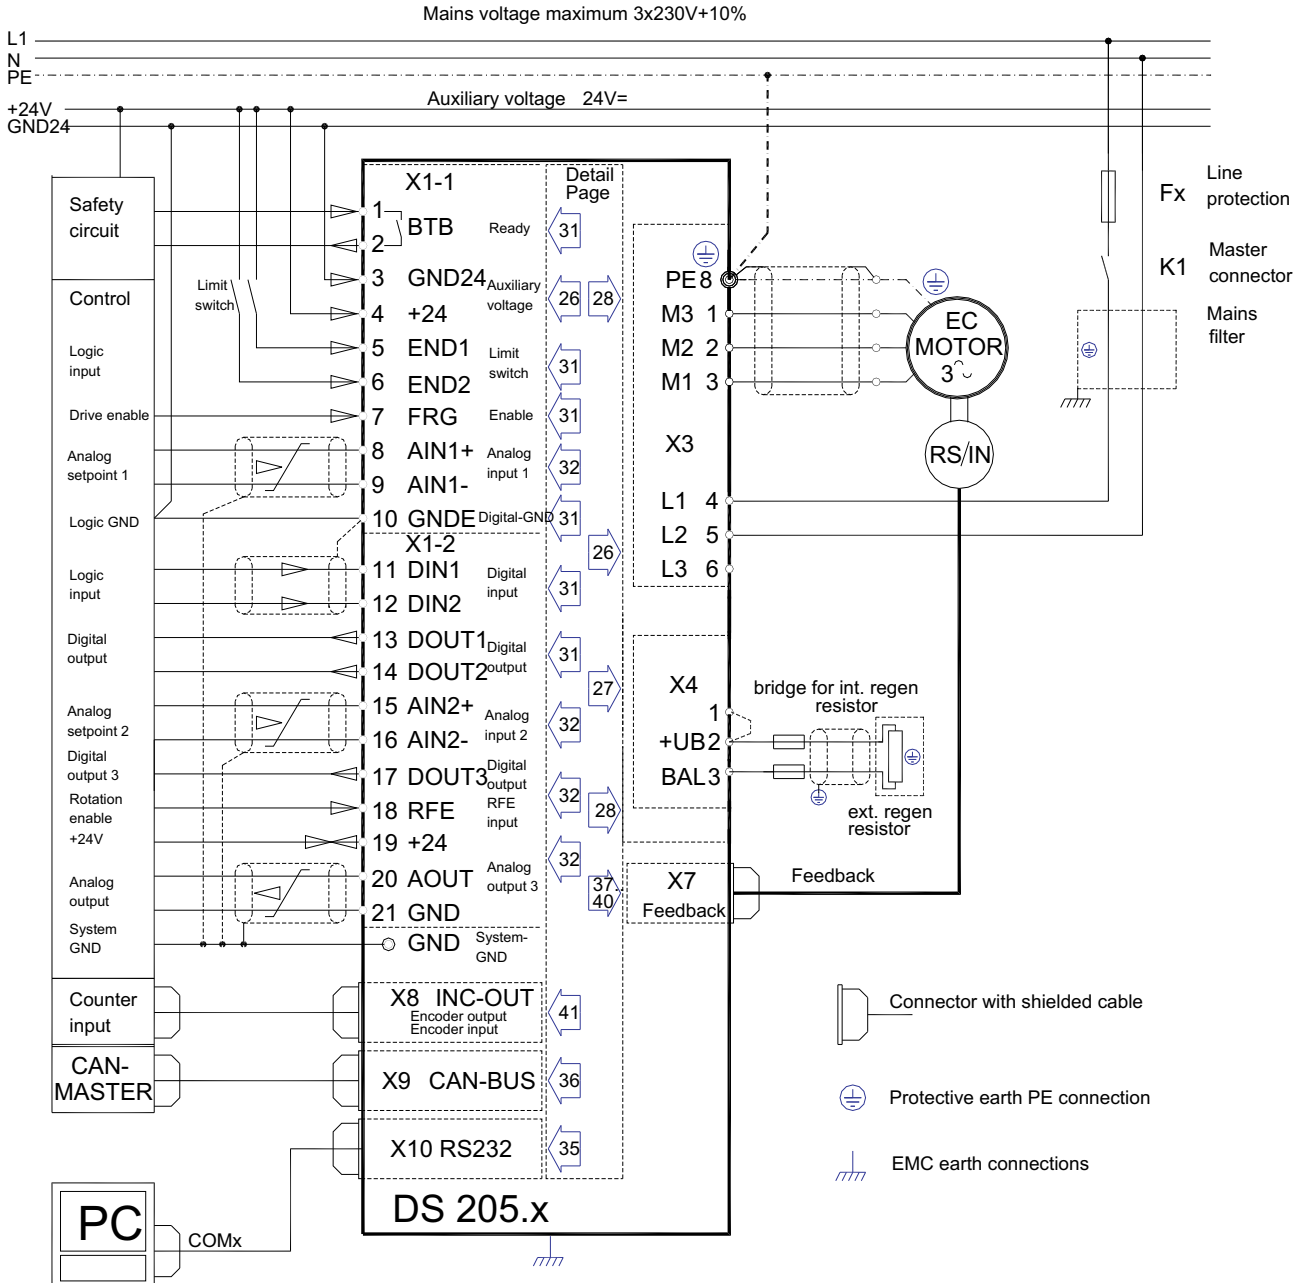 Mains voltage maximum 3x230V+10%
L1
N
PE
+24V
GND24
Auxiliary voltage 24V=
Safety
circuit
Control
Logic
input
Drive enable
Analog
setpoint 1
Logic GND
Logic
input
Digital
output
Analog
setpoint 2
Digital
output 3
Rotation
enable
+24V
Analog
output
System
GND
Counter
input
CAN-
MASTER
PC
COMx
Limit
switch
X1-1
1
2
BTB
Ready
3 GND24
Auxiliary
voltage
4 +24
5 END1
Limit
switch
6 END2
7 FRG
Enable
8 AIN1+
Analog
input 1
9 AIN1-
10 GNDE
Digital-GND
X1-2
11 DIN1
Digital
input
12 DIN2
13 DOUT1
Digital
output
14 DOUT2
15 AIN2+
Analog
input 2
16 AIN2-
17 DOUT3
Digital
output
18 RFE
RFE
input
19 +24
20 AOUT
Analog
output 3
21 GND
GND
System-
GND
X8 INC-OUT
Encoder output
Encoder input
X9 CAN-BUS
X10 RS232
DS 205.x
Detail
Page
31
26
28
31
31
32
31
26
31
31
27
32
32
28
32
37..
40
41
36
35
PE 8
M3 1
M2 2
M1 3
X3
L1 4
L2 5
L3 6
X4
1
+UB 2
BAL 3
X7
Feedback
EC
MOTOR
3
RS/IN
Fx
Line
protection
K1
Master
connector
Mains
filter
bridge for int. regen
resistor
ext. regen
resistor
Feedback
Connector with shielded cable
Protective earth PE connection
EMC earth connections